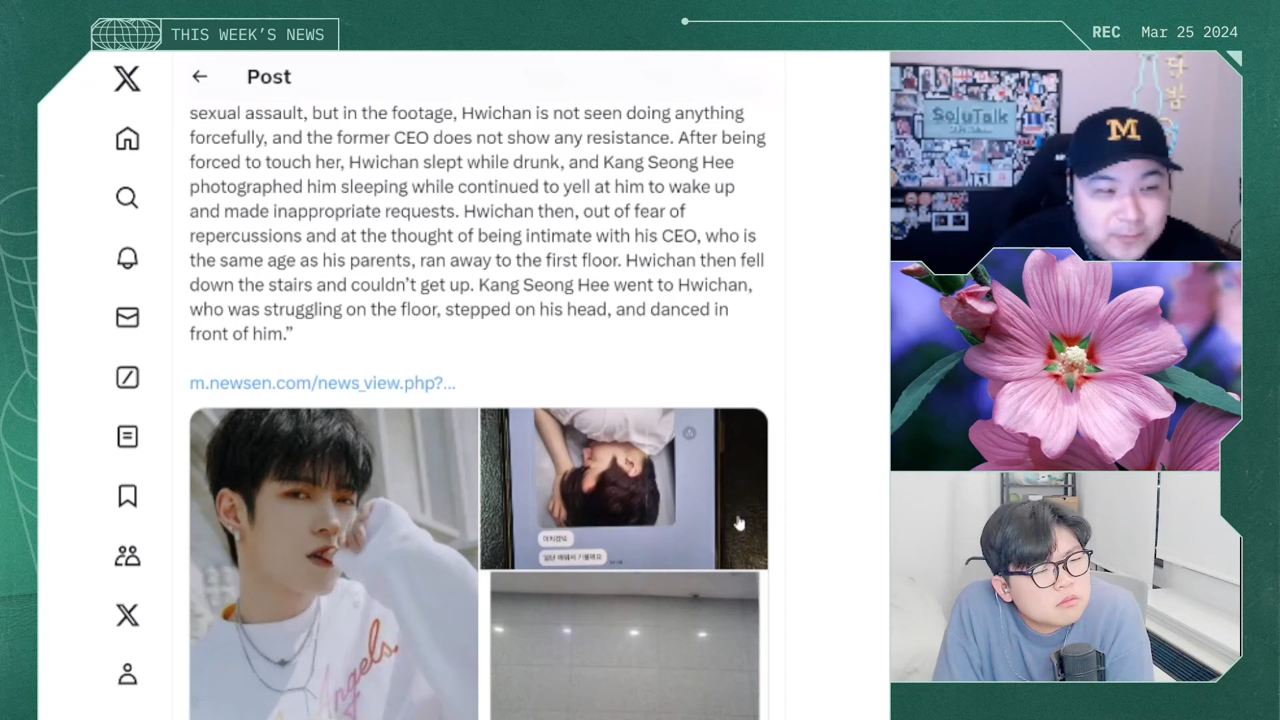 THIS WEEK’S NEWS
REC Mar 25 2024
Post
sexual assault, but in the footage, Hwichan is not seen doing anything
forcefully, and the former CEO does not show any resistance. After being
forced to touch her, Hwichan slept while drunk, and Kang Seong Hee
photographed him sleeping while continued to yell at him to wake up
and made inappropriate requests. Hwichan then, out of fear of
repercussions and at the thought of being intimate with his CEO, who is
the same age as his parents, ran away to the first floor. Hwichan then fell
down the stairs and couldn’t get up. Kang Seong Hee went to Hwichan,
who was struggling on the floor, stepped on his head, and danced in
front of him.”
m.newsen.com/news_view.php?...
Angels.
SojuTalk
M
단
밤